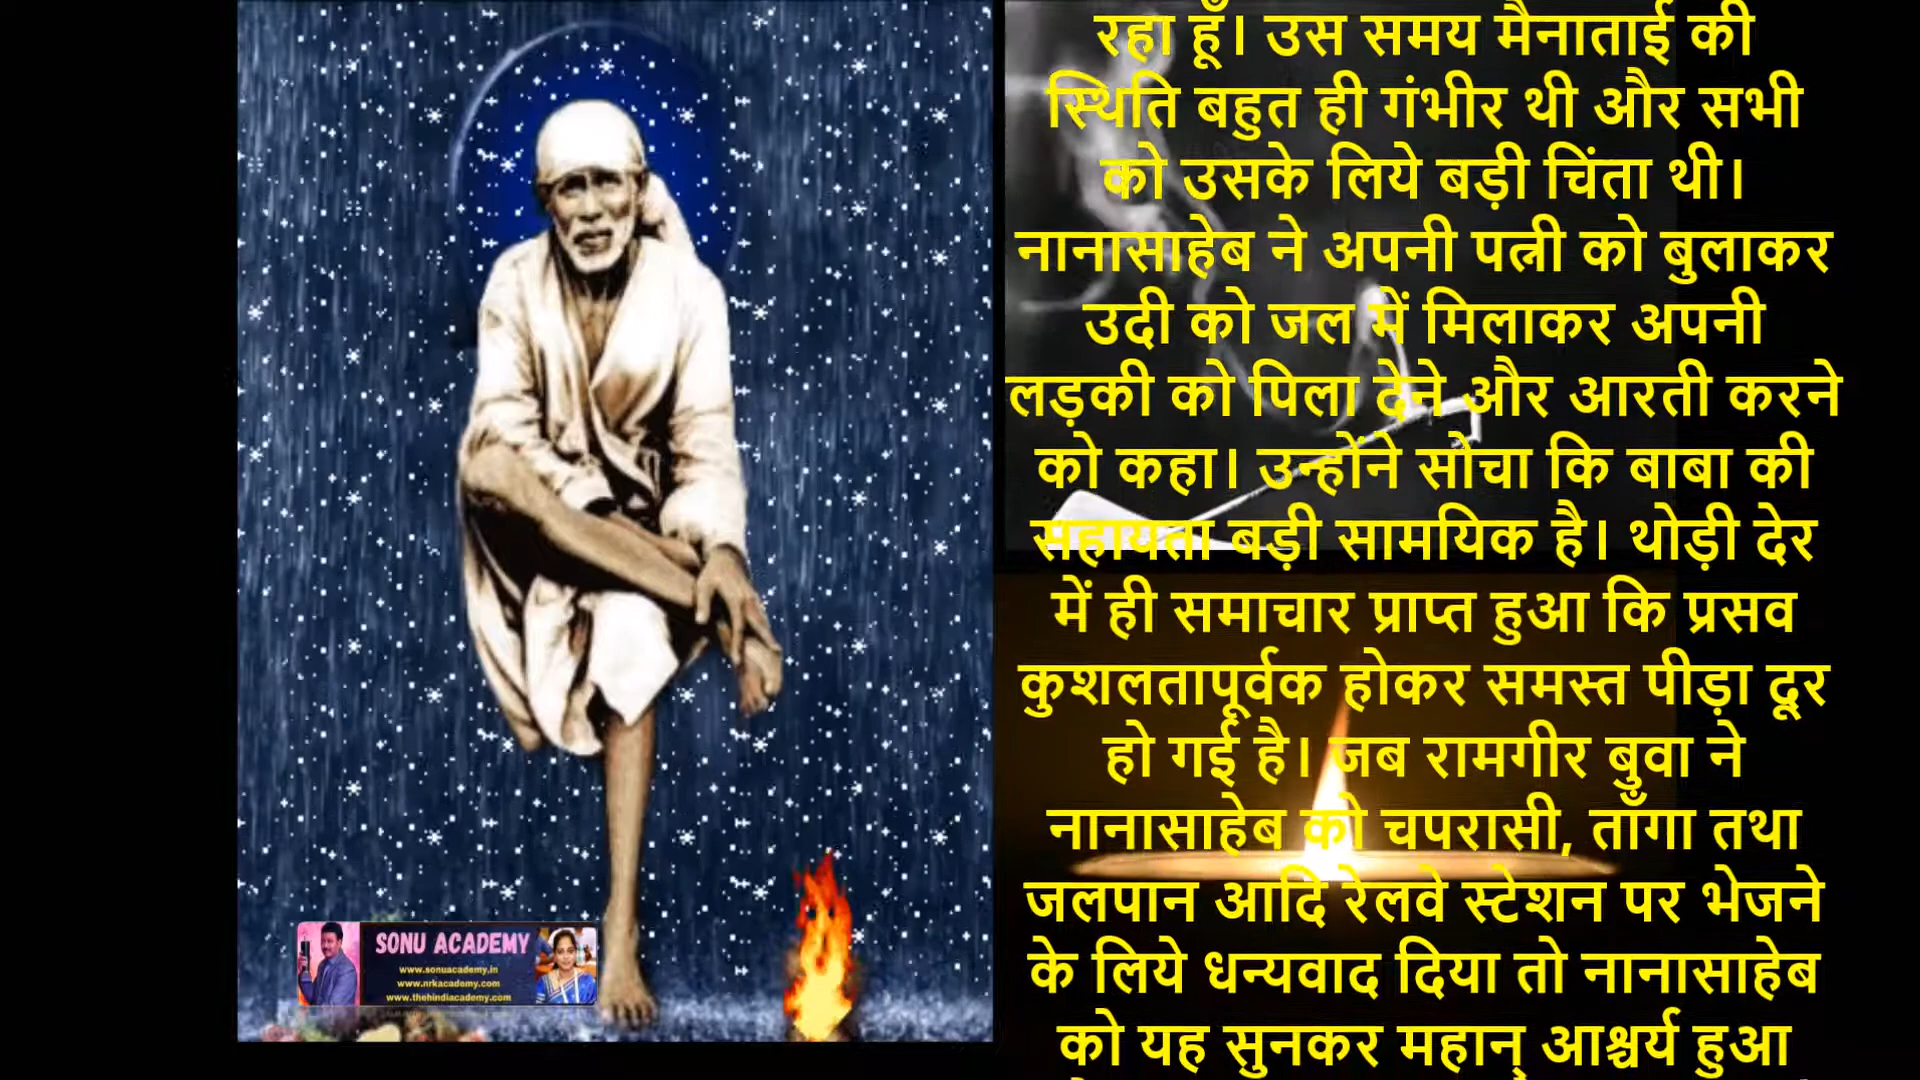 रहा हूँ। उस समय मैनाताई की
स्थिति बहुत ही गंभीर थी और सभी
को उसके लिये बड़ी चिंता थी।
नानासाहेब ने अपनी पत्नी को बुलाकर
उदी को जल में मिलाकर अपनी
लड़की को पिला देने और आरती करने
को कहा। उन्होंने सोचा कि बाबा की
सहायता बड़ी सामयिक है। थोड़ी देर
में ही समाचार प्राप्त हुआ कि प्रसव
कुशलतापूर्वक होकर समस्त पीड़ा दूर
हो गई है। जब रामगीर बुवा ने
नानासाहेब को चपरासी, ताँगा तथा
जलपान आदि रेलवे स्टेशन पर भेजने
के लिये धन्यवाद दिया तो नानासाहेब
को यह सुनकर महान् आश्चर्य हुआ
SONU ACADEMY
www.sonuacademy.in
www.nrkacademy.com
www.thehindiacademy.com